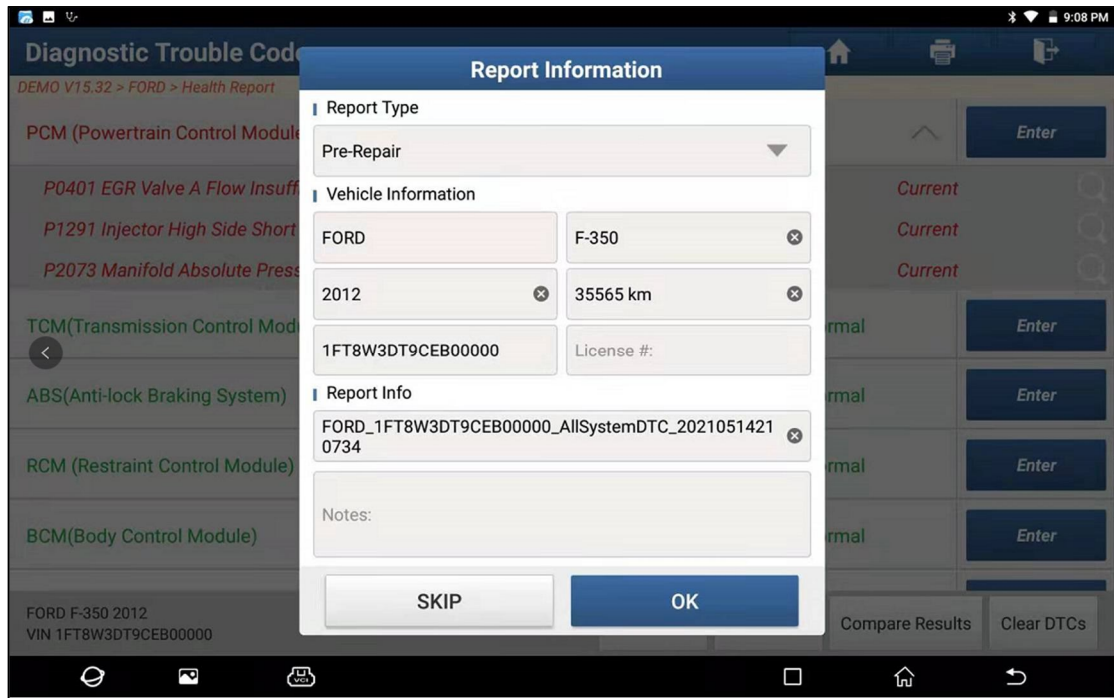 9:08 PM
Diagnostic Trouble Code
DEMO V15.32 > FORD > Health Report
Report Information
Report Type
Pre-Repair
Vehicle Information
FORD
F-350
2012
35565 km
1FT8W3DT9CEB00000
License #:
Report Info
FORD_1FT8W3DT9CEB00000_AllSystemDTC_2021051421
0734
Notes:
SKIP
OK
PCM (Powertrain Control Module
Enter
P0401 EGR Valve A Flow Insuff
Current
P1291 Injector High Side Short
Current
P2073 Manifold Absolute Press
Current
TCM(Transmission Control Mod
rmal
Enter
ABS(Anti-lock Braking System)
rmal
Enter
RCM (Restraint Control Module)
rmal
Enter
BCM(Body Control Module)
rmal
Enter
FORD F-350 2012
VIN 1FT8W3DT9CEB00000
Compare Results
Clear DTCs
VCI